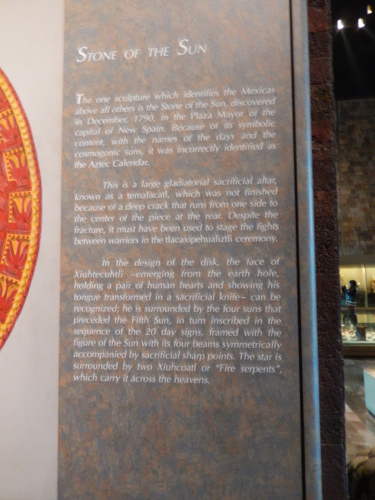 STONE OF THE SUN
The one sculpture which identifies the Mexicas
above all others is the Stone of the Sun, discovered
in December, 1790, in the Plaza Mayor of the
capital of New Spain. Because of its symbolic
content, with the names of the days and the
cosmogonic suns, it was incorrectly identified as
the Aztec Calendar.
This is a large gladiatorial sacrificial altar,
known as a temalacatl, which was not finished
because of a deep crack that runs from one side to
the center of the piece at the rear. Despite the
fracture, it must have been used to stage the fights
between warriors in the tlacaxipehualiztli ceremony.
In the design of the disk, the face of
Xiuhtecuhtli –emerging from the earth hole,
holding a pair of human hearts and showing his
tongue transformed in a sacrificial knife– can be
recognized; he is surrounded by the four suns that
preceded the Fifth Sun, in turn inscribed in the
sequence of the 20 day signs, framed with the
figure of the Sun with its four beams symmetrically
accompanied by sacrificial sharp points. The star is
surrounded by two Xiuhcoatl or "Fire serpents",
which carry it across the heavens.